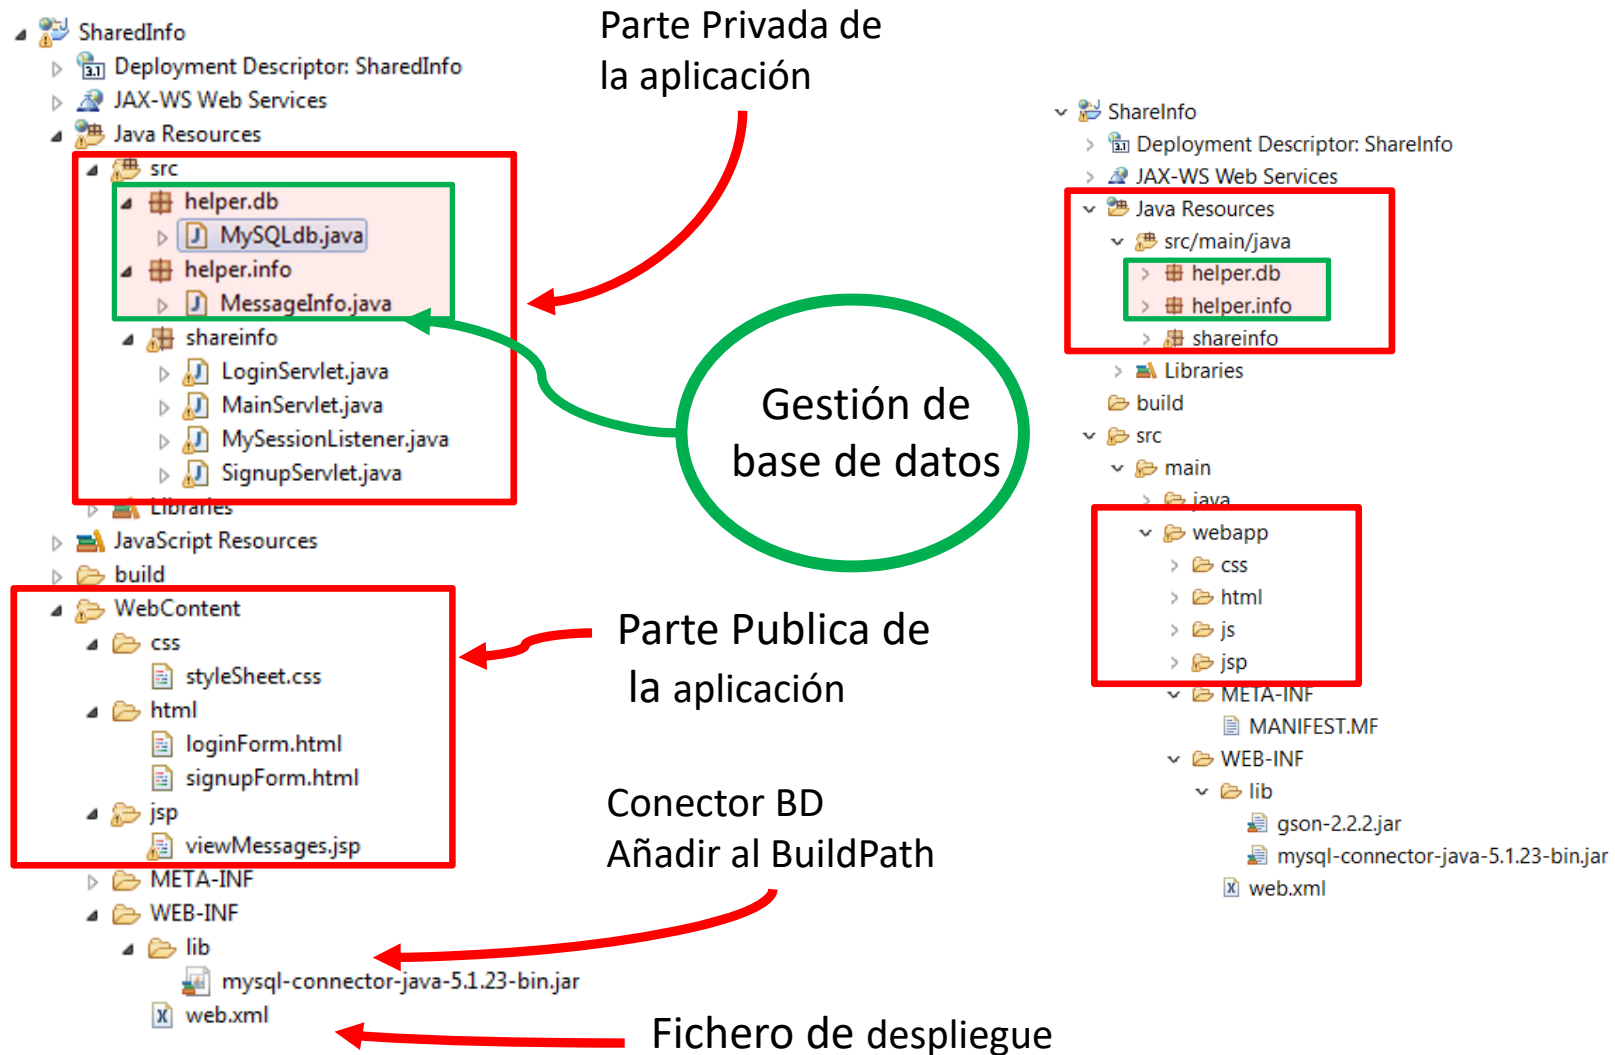 SharedInfo
Deployment Descriptor: SharedInfo
JAX-WS Web Services
Java Resources
src
helper.db
MySQLdb.java
helper.info
MessageInfo.java
shareinfo
LoginServlet.java
MainServlet.java
MySessionListener.java
SignupServlet.java
Libraries
JavaScript Resources
build
WebContent
css
styleSheet.css
html
loginForm.html
signupForm.html
jsp
viewMessages.jsp
META-INF
WEB-INF
lib
mysql-connector-java-5.1.23-bin.jar
web.xml
Parte Privada de
la aplicación
Gestión de
base de datos
Parte Publica de
la aplicación
Conector BD
Añadir al BuildPath
Fichero de despliegue
ShareInfo
Deployment Descriptor: ShareInfo
JAX-WS Web Services
Java Resources
src/main/java
helper.db
helper.info
shareinfo
Libraries
build
src
main
java
webapp
css
html
js
jsp
META-INF
MANIFEST.MF
WEB-INF
lib
gson-2.2.2.jar
mysql-connector-java-5.1.23-bin.jar
web.xml